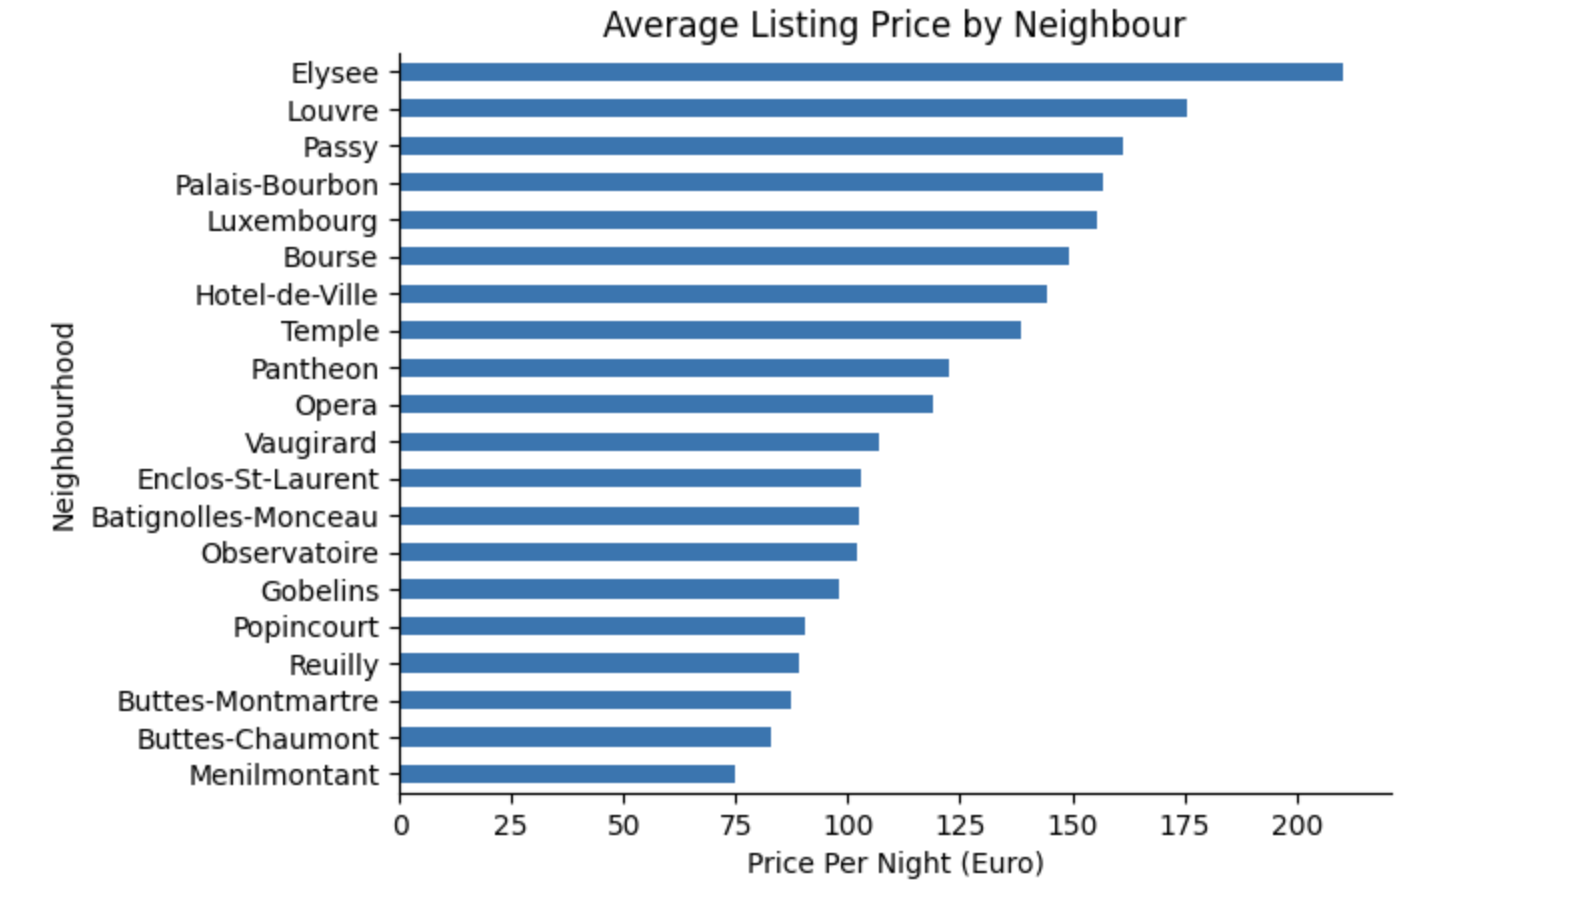 Average Listing Price by Neighbour
Neighbourhood
Elysee
Louvre
Passy
Palais-Bourbon
Luxembourg
Bourse
Hotel-de-Ville
Temple
Pantheon
Opera
Vaugirard
Enclos-St-Laurent
Batignolles-Monceau
Observatoire
Gobelins
Popincourt
Reuilly
Buttes-Montmartre
Buttes-Chaumont
Menilmontant
0 25 50 75 100 125 150 175 200
Price Per Night (Euro)